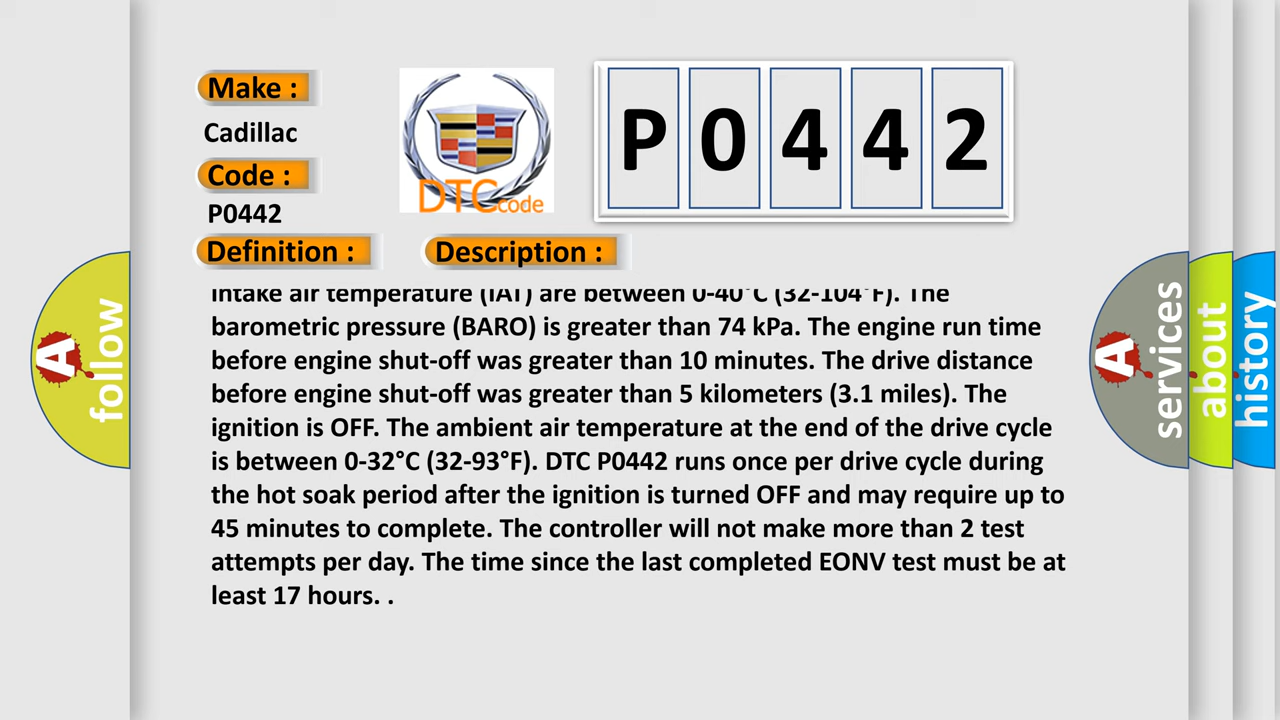 Make :
Cadillac
Code :
P0442
Definition :
Description :
DTC code
P0442
Intake air temperature (IAT) are between 0-40°C (32-104°F). The
barometric pressure (BARO) is greater than 74 kPa. The engine run time
before engine shut-off was greater than 10 minutes. The drive distance
before engine shut-off was greater than 5 kilometers (3.1 miles). The
ignition is OFF. The ambient air temperature at the end of the drive cycle
is between 0-32°C (32-93°F). DTC P0442 runs once per drive cycle during
the hot soak period after the ignition is turned OFF and may require up to
45 minutes to complete. The controller will not make more than 2 test
attempts per day. The time since the last completed EONV test must be at
least 17 hours. .
A
follow
A
services
about
history